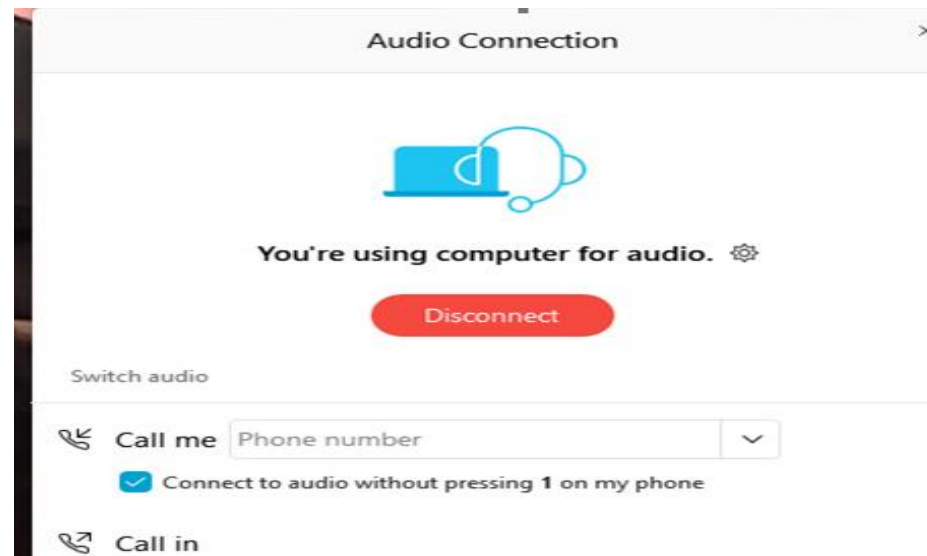 Audio Connection
You're using computer for audio.
Disconnect
Switch audio
Call me Phone number
Connect to audio without pressing 1 on my phone
Call in